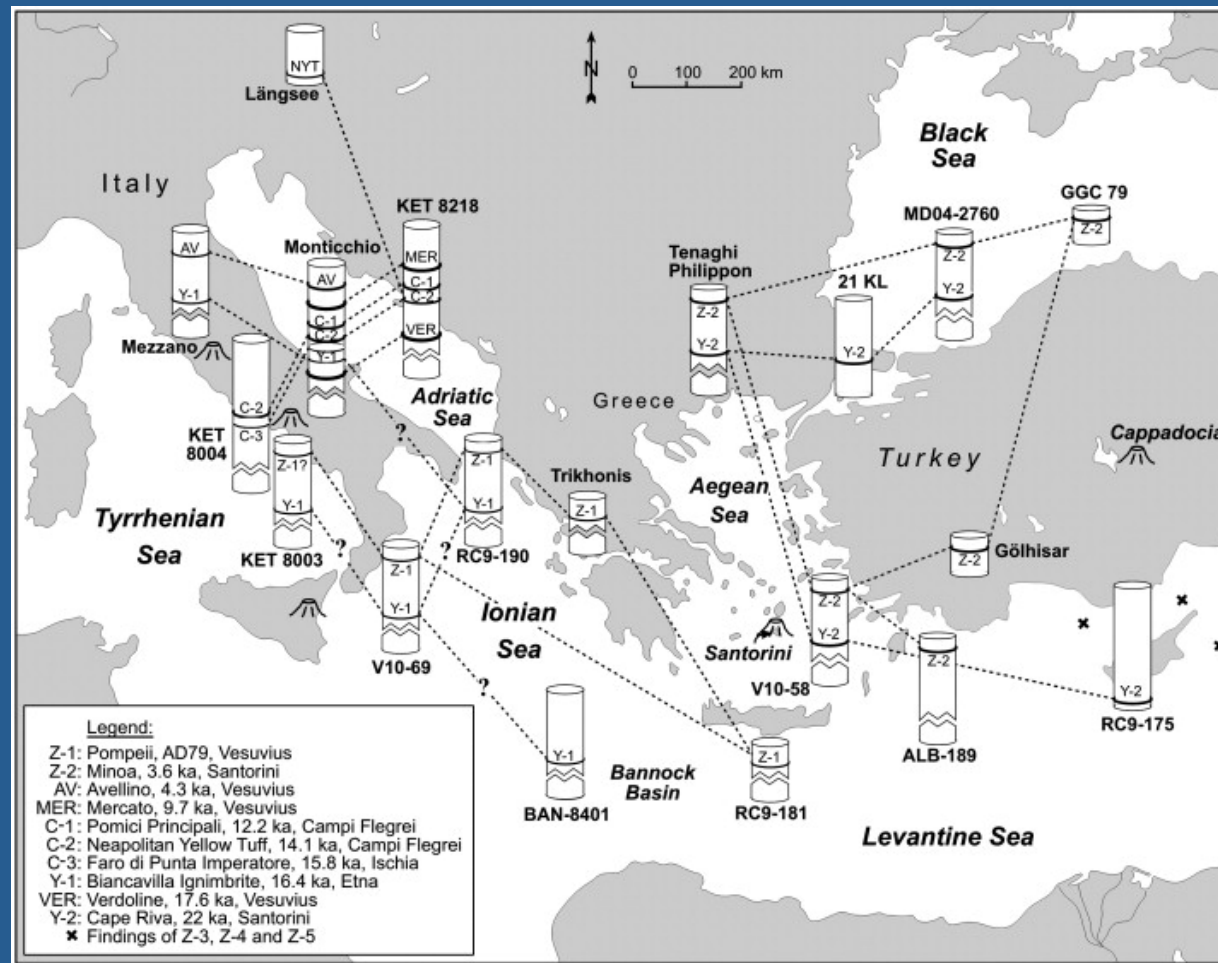 NYT
Längsee
N
0 100 200 km
Black
Sea
Italy
KET 8218
GGC 79
MD04-2760
Z-2
AV
Monticchio
MER
Tenaghi
Philippon
Z-2
AV
C-1
21 KL
C-2
Z-2
Y-2
Y-1
C-1
C-2
VER
Y-2
Y-2
Mezzano
Y-1
Adriatic
Sea
Greece
C-2
C-3
KET
8004
?
Cappadocia
Z-1?
Z-1
Turkey
Trikhonis
Aegean
Sea
Y-1
Y-1
Z-1
Tyrrhenian
Sea
?
?
RC9-190
KET 8003
Z-1
Z-2
Gölhisar
Z-2
Y-1
Ionian
Sea
Y-2
Santorini
Z-2
V10-69
V10-58
?
Y-2
RC9-175
Y-1
Z-1
ALB-189
Bannock
Basin
BAN-8401
RC9-181
Levantine Sea
Legend:
Z-1: Pompeii, AD79, Vesuvius
Z-2: Minoa, 3.6 ka, Santorini
AV: Avellino, 4.3 ka, Vesuvius
MER: Mercato, 9.7 ka, Vesuvius
C-1: Pomici Principali, 12.2 ka, Campi Flegrei
C-2: Neapolitan Yellow Tuff, 14.1 ka, Campi Flegrei
C-3: Faro di Punta Imperatore, 15.8 ka, Ischia
Y-1: Biancavilla Ignimbrite, 16.4 ka, Etna
VER: Verdoline, 17.6 ka, Vesuvius
Y-2: Cape Riva, 22 ka, Santorini
Findings of Z-3, Z-4 and Z-5